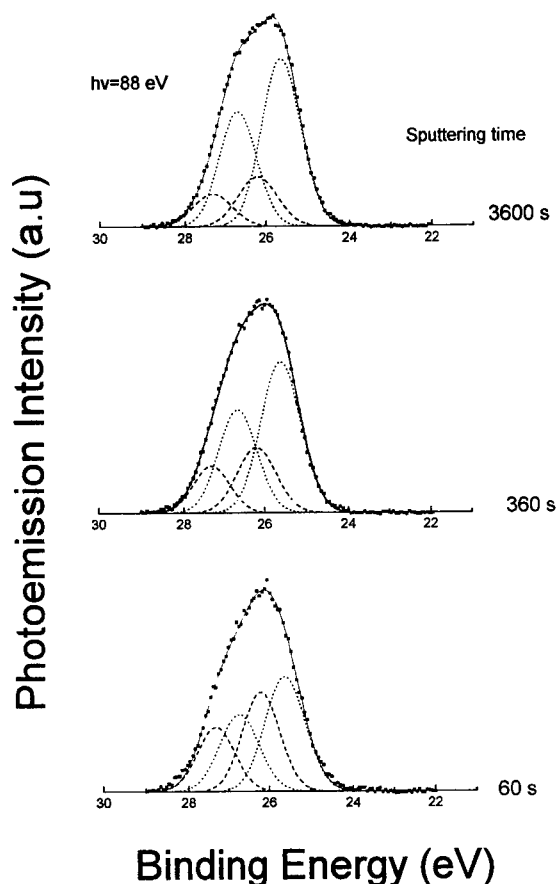 hν=88 eV
Sputtering time
30 28 26 24 22
3600 s
30 28 26 24 22
360 s
30 28 26 24 22
60 s
Photoemission Intensity (a.u)
Binding Energy (eV)